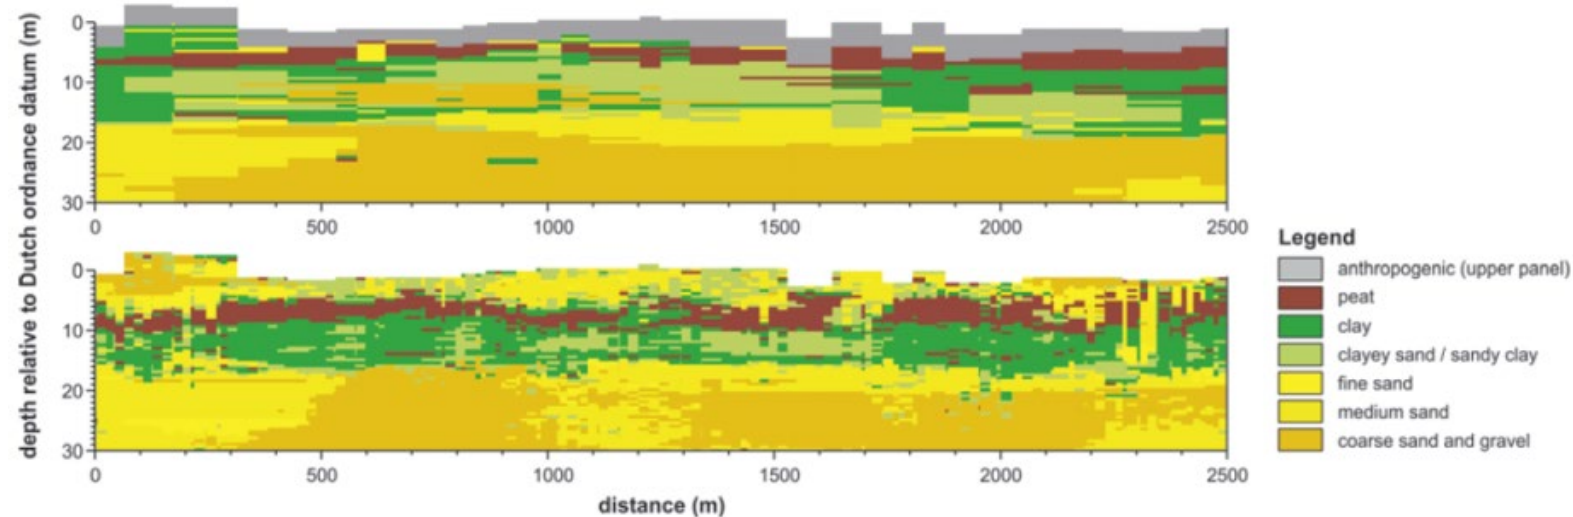 depth relative to Dutch ordnance datum (m)
0
10
20
30
0 500 1000 1500 2000 2500
0
10
20
30
0 500 1000 1500 2000 2500
distance (m)
Legend
anthropogenic (upper panel)
peat
clay
clayey sand / sandy clay
fine sand
medium sand
coarse sand and gravel